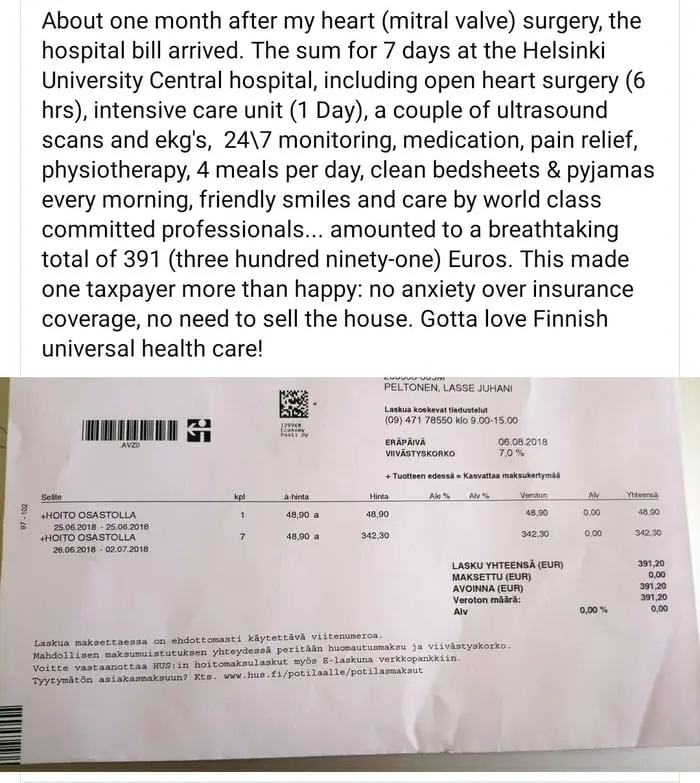 About one month after my heart (mitral valve) surgery, the
hospital bill arrived. The sum for 7 days at the Helsinki
University Central hospital, including open heart surgery (6
hrs), intensive care unit (1 Day), a couple of ultrasound
scans and ekg's, 24\7 monitoring, medication, pain relief,
physiotherapy, 4 meals per day, clean bedsheets & pyjamas
every morning, friendly smiles and care by world class
committed professionals... amounted to a breathtaking
total of 391 (three hundred ninety-one) Euros. This made
one taxpayer more than happy: no anxiety over insurance
coverage, no need to sell the house. Gotta love Finnish
universal health care!
PELTONEN, LASSE JUHANI
Laskua koskevat tiedustelut
(09) 471 78550 klo 9.00-15.00
ERÄPÄIVÄ 06.08.2018
VIIVÄSTYSKORKO 7,0 %
+ Tuotteen edessä = Kasvattaa maksukertymää
AVZ0
12996B
Economy
Posti Oy
97 - 102
Selite kpl à-hinta Hinta Ale % Alv % Veroton Alv Yhteensä
+HOITO OSASTOLLA 1 48,90 a 48,90 48,90 0,00 48,90
25.06.2018 - 25.06.2018
+HOITO OSASTOLLA 7 48,90 a 342,30 342,30 0,00 342,30
26.06.2018 - 02.07.2018
LASKU YHTEENSÄ (EUR) 391,20
MAKSETTU (EUR) 0,00
AVOINNA (EUR) 391,20
Veroton määrä: 391,20
Alv 0,00 % 0,00
Laskua maksettaessa on ehdottomasti käytettävä viitenumeroa.
Mahdollisen maksumuistutuksen yhteydessä peritään huomautusmaksu ja viivästyskorko.
Voitte vastaanottaa HUS:in hoitomaksulaskut myös E-laskuna verkkopankkiin.
Tyytymätön asiakasmaksuun? Kts. www.hus.fi/potilaalle/potilasmaksut